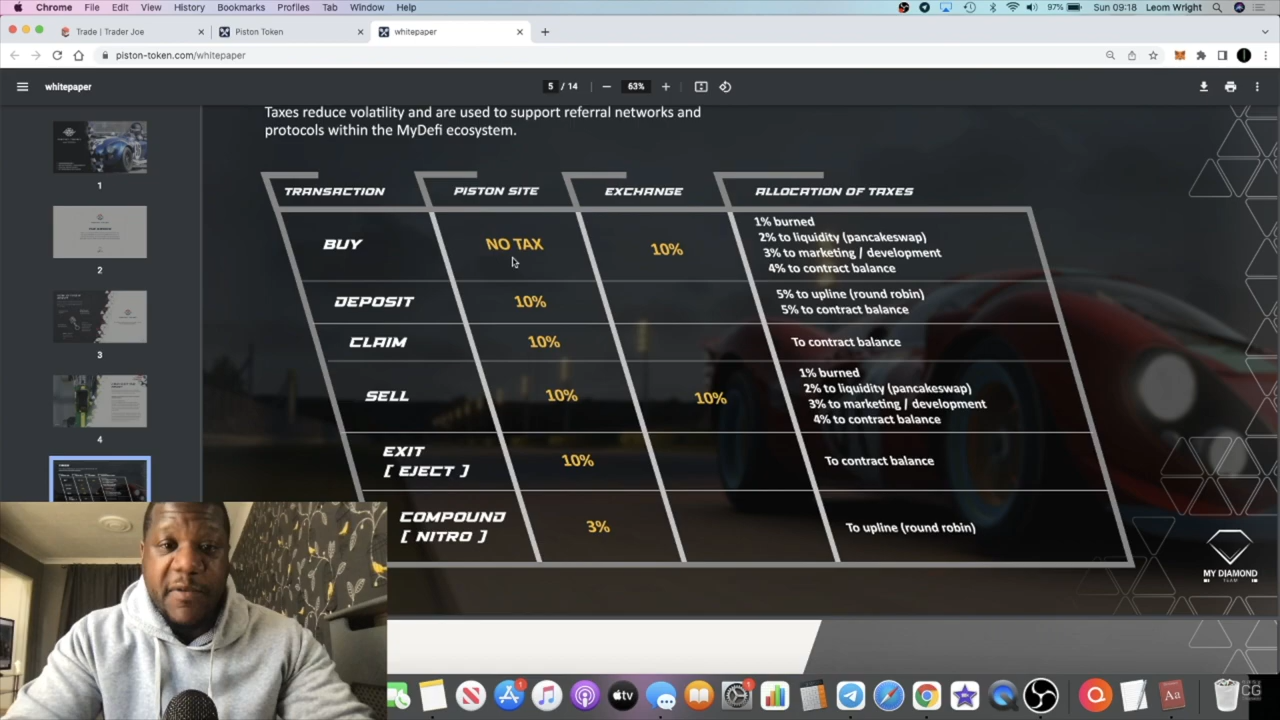 Chrome File Edit View History Bookmarks Profiles Tab Window Help 97% Sun 09:18 Leom Wright
Trade | Trader Joe
Piston Token
whitepaper
piston-token.com/whitepaper
whitepaper
5 / 14
63%
Taxes reduce volatility and are used to support referral networks and
protocols within the MyDefi ecosystem.
TRANSACTION PISTON SITE EXCHANGE ALLOCATION OF TAXES
BUY NO TAX 10%
1% burned
2% to liquidity (pancakeswap)
3% to marketing / development
4% to contract balance
DEPOSIT 10%
5% to upline (round robin)
5% to contract balance
CLAIM 10% To contract balance
SELL 10% 10%
1% burned
2% to liquidity (pancakeswap)
3% to marketing / development
4% to contract balance
EXIT
[ EJECT ]
10%
To contract balance
COMPOUND
[ NITRO ]
3%
To upline (round robin)
1
2
3
4
MY DIAMOND
TEAM
tv
Aa
CG